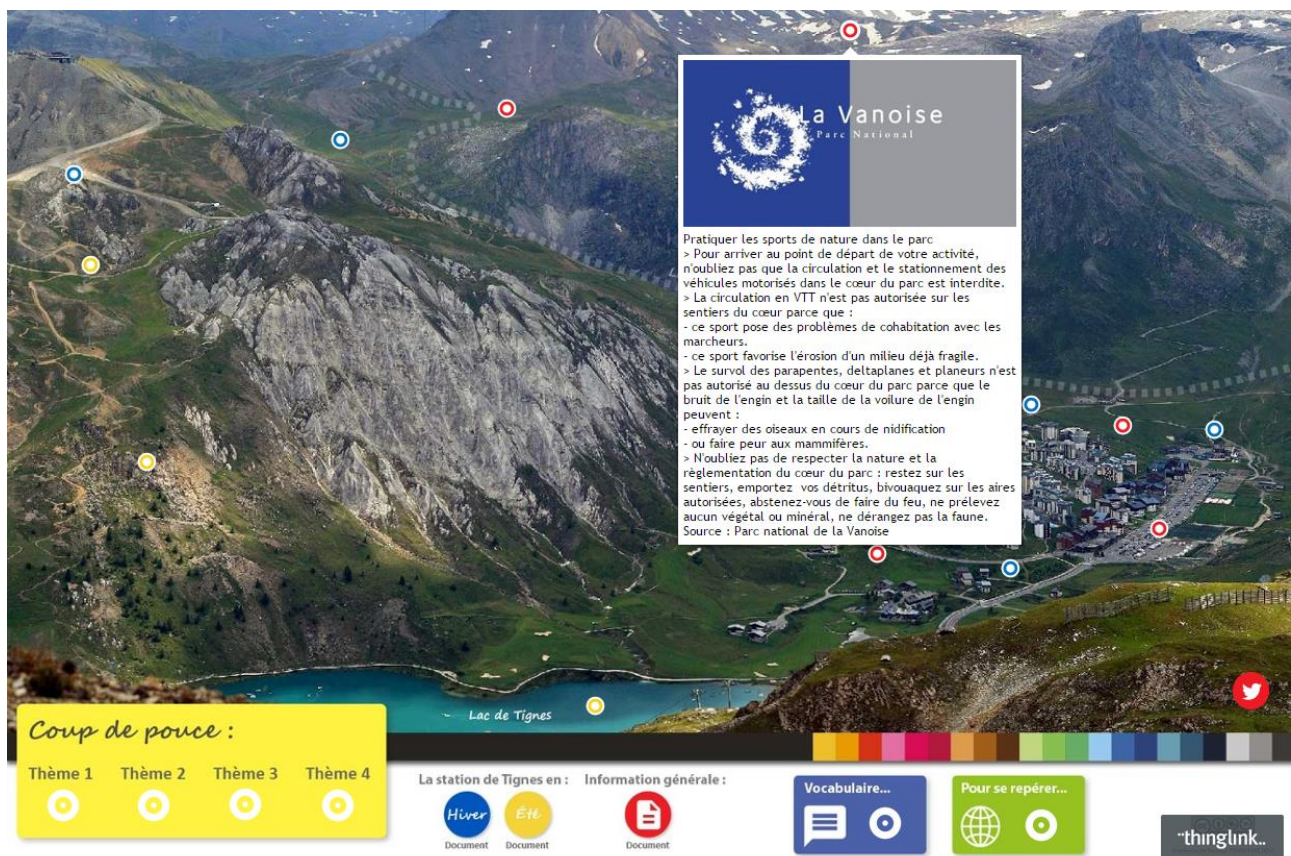 La Vanoise
Parc National
Pratiquer les sports de nature dans le parc
> Pour arriver au point de départ de votre activité,
n'oubliez pas que la circulation et le stationnement des
véhicules motorisés dans le cœur du parc est interdite.
> La circulation en VTT n'est pas autorisée sur les
sentiers du cœur parce que :
- ce sport pose des problèmes de cohabitation avec les
marcheurs.
- ce sport favorise l'érosion d'un milieu déjà fragile.
> Le survol des parapentes, deltaplanes et planeurs n'est
pas autorisé au dessus du cœur du parc parce que le
bruit de l'engin et la taille de la voilure de l'engin
peuvent :
- effrayer des oiseaux en cours de nidification
- ou faire peur aux mammifères.
> N'oubliez pas de respecter la nature et la
règlementation du cœur du parc : restez sur les
sentiers, emportez vos détritus, bivouaquez sur les aires
autorisées, abstenez-vous de faire du feu, ne prélevez
aucun végétal ou minéral, ne dérangez pas la faune.
Source : Parc national de la Vanoise
Lac de Tignes
Coup de pouce :
Thème 1 Thème 2 Thème 3 Thème 4
La station de Tignes en :
Hiver Été
Document Document
Information générale :
Document
Vocabulaire...
Pour se repérer...
thinglink..